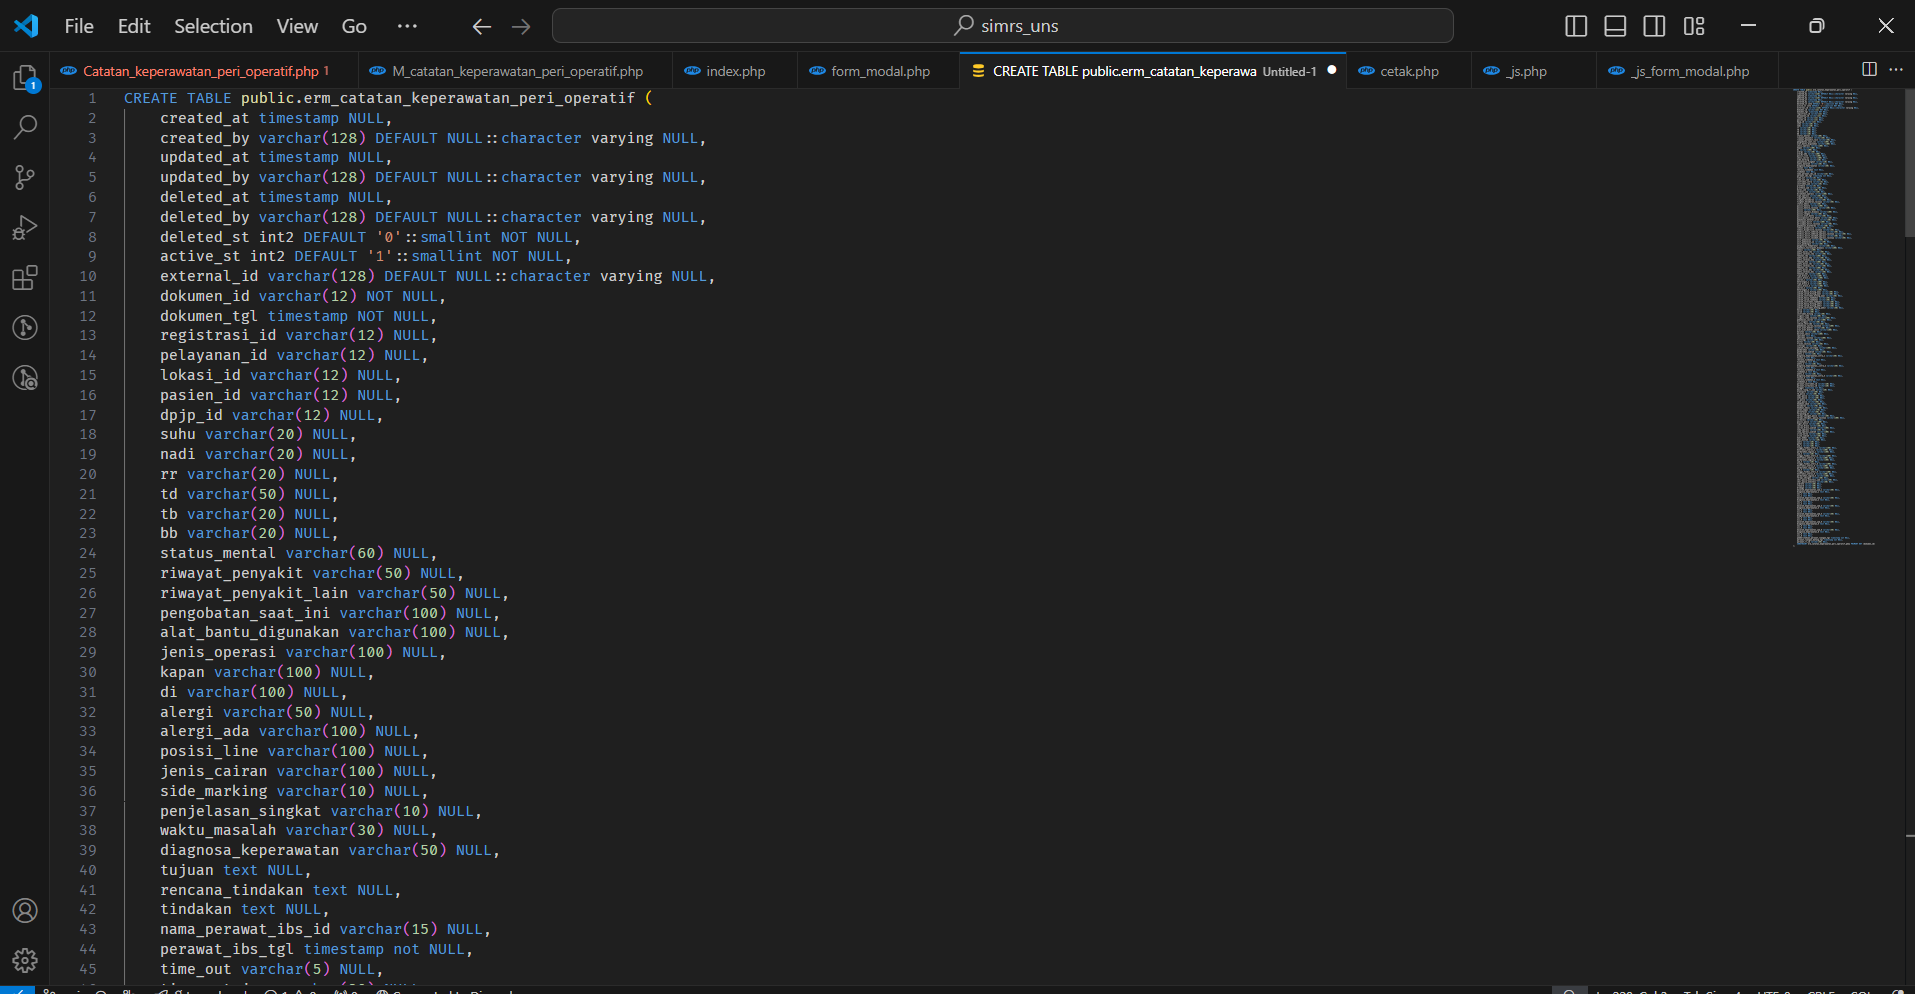 File Edit Selection View Go ··· simrs_uns
Catatan_keperawatan_peri_operatif.php 1 M_catatan_keperawatan_peri_operatif.php index.php form_modal.php CREATE TABLE public.erm_catatan_keperawa Untitled-1 cetak.php _js.php _js_form_modal.php
1 CREATE TABLE public.erm_catatan_keperawatan_peri_operatif (
2 created_at timestamp NULL,
3 created_by varchar(128) DEFAULT NULL::character varying NULL,
4 updated_at timestamp NULL,
5 updated_by varchar(128) DEFAULT NULL::character varying NULL,
6 deleted_at timestamp NULL,
7 deleted_by varchar(128) DEFAULT NULL::character varying NULL,
8 deleted_st int2 DEFAULT '0'::smallint NOT NULL,
9 active_st int2 DEFAULT '1'::smallint NOT NULL,
10 external_id varchar(128) DEFAULT NULL::character varying NULL,
11 dokumen_id varchar(12) NOT NULL,
12 dokumen_tgl timestamp NOT NULL,
13 registrasi_id varchar(12) NULL,
14 pelayanan_id varchar(12) NULL,
15 lokasi_id varchar(12) NULL,
16 pasien_id varchar(12) NULL,
17 dpjp_id varchar(12) NULL,
18 suhu varchar(20) NULL,
19 nadi varchar(20) NULL,
20 rr varchar(20) NULL,
21 td varchar(50) NULL,
22 tb varchar(20) NULL,
23 bb varchar(20) NULL,
24 status_mental varchar(60) NULL,
25 riwayat_penyakit varchar(50) NULL,
26 riwayat_penyakit_lain varchar(50) NULL,
27 pengobatan_saat_ini varchar(100) NULL,
28 alat_bantu_digunakan varchar(100) NULL,
29 jenis_operasi varchar(100) NULL,
30 kapan varchar(100) NULL,
31 di varchar(100) NULL,
32 alergi varchar(50) NULL,
33 alergi_ada varchar(100) NULL,
34 posisi_line varchar(100) NULL,
35 jenis_cairan varchar(100) NULL,
36 side_marking varchar(10) NULL,
37 penjelasan_singkat varchar(10) NULL,
38 waktu_masalah varchar(30) NULL,
39 diagnosa_keperawatan varchar(50) NULL,
40 tujuan text NULL,
41 rencana_tindakan text NULL,
42 tindakan text NULL,
43 nama_perawat_ibs_id varchar(15) NULL,
44 perawat_ibs_tgl timestamp not NULL,
45 time_out varchar(5) NULL,